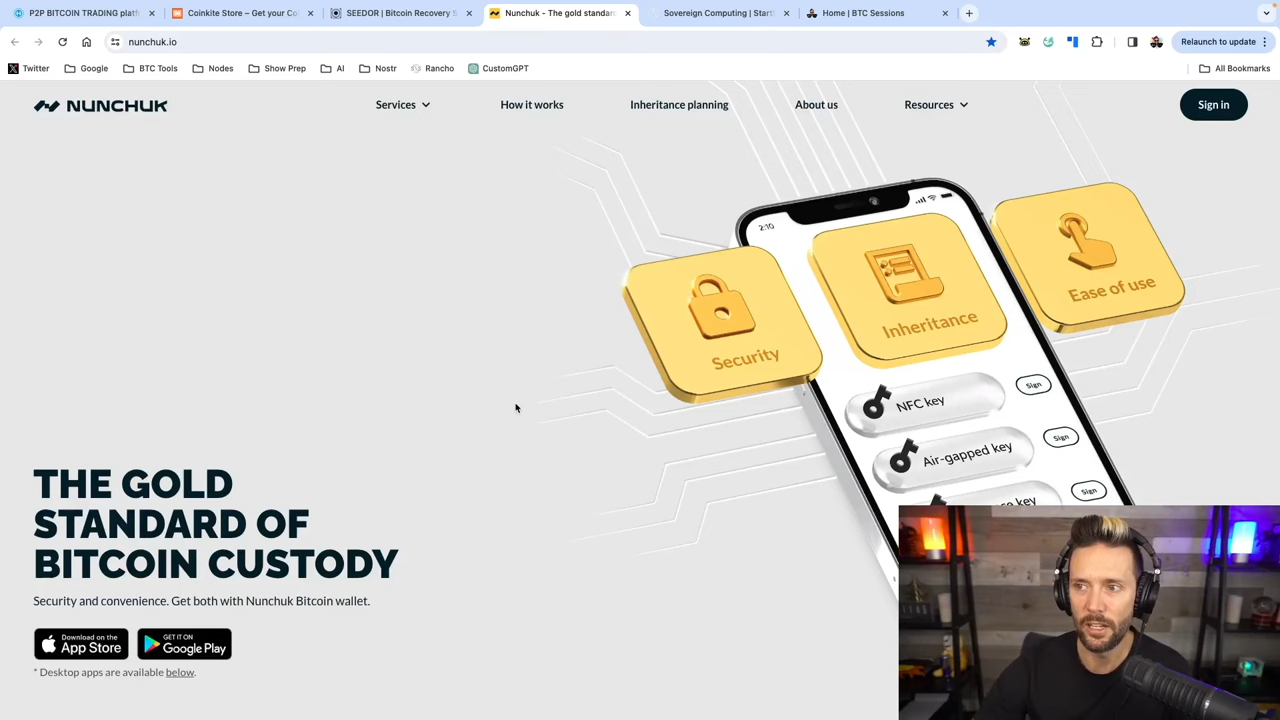 P2P BITCOIN TRADING platf
Coinkite Store – Get your Co
SEEDOR | Bitcoin Recovery S
Nunchuk - The gold standard
Sovereign Computing | Start
Home | BTC Sessions
nunchuk.io
Relaunch to update
Twitter
Google
BTC Tools
Nodes
Show Prep
AI
Nostr
Rancho
CustomGPT
All Bookmarks
NUNCHUK
Services
How it works
Inheritance planning
About us
Resources
Sign in
2:10
Security
Inheritance
Ease of use
NFC key
Sign
Air-gapped key
Sign
key
Sign
THE GOLD
STANDARD OF
BITCOIN CUSTODY
Security and convenience. Get both with Nunchuk Bitcoin wallet.
Download on the
App Store
GET IT ON
Google Play
* Desktop apps are available below.